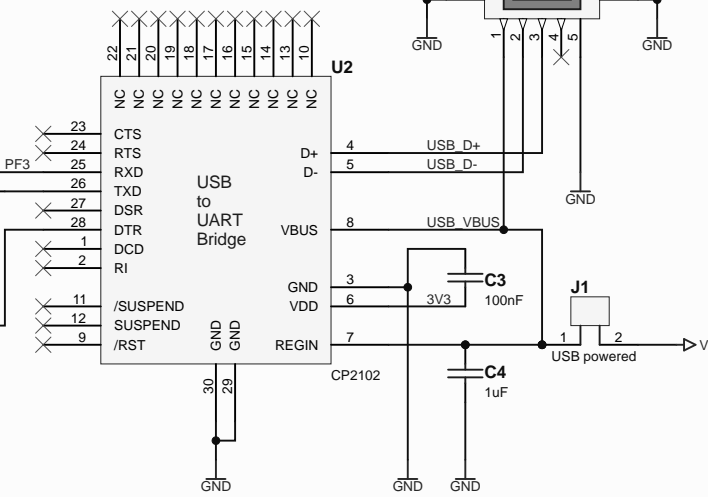 22 21 20 19 18 17 16 15 14 13 10
1 2 3 4 5
GND
GND
U2
NC NC NC NC NC NC NC NC NC NC NC
23 CTS
24 RTS
PF3 25 RXD
26 TXD
27 DSR
28 DTR
1 DCD
2 RI
11 /SUSPEND
12 SUSPEND
9 /RST
USB
to
UART
Bridge
D+ 4 USB_D+
D- 5 USB_D-
GND
VBUS 8 USB_VBUS
GND 3
VDD 6 3V3
REGIN 7
C3
100nF
J1
1 2
USB powered
V
GND GND
30 29
CP2102
C4
1uF
GND
GND
GND